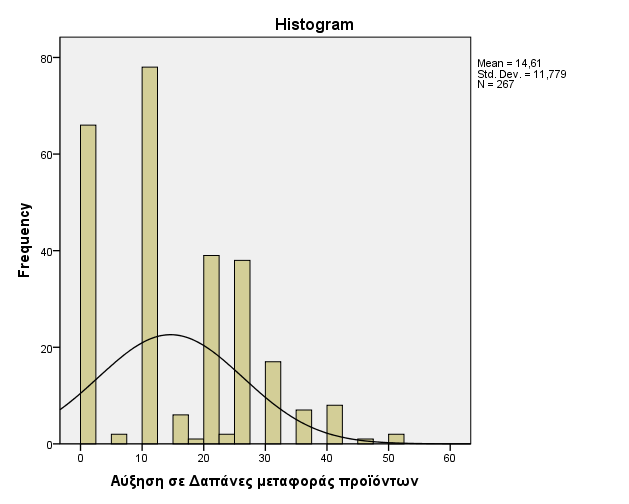 Histogram
Mean = 14,61
Std. Dev. = 11,779
N = 267
80
60
40
20
0
Frequency
0 10 20 30 40 50 60
Αύξηση σε Δαπάνες μεταφοράς προϊόντων